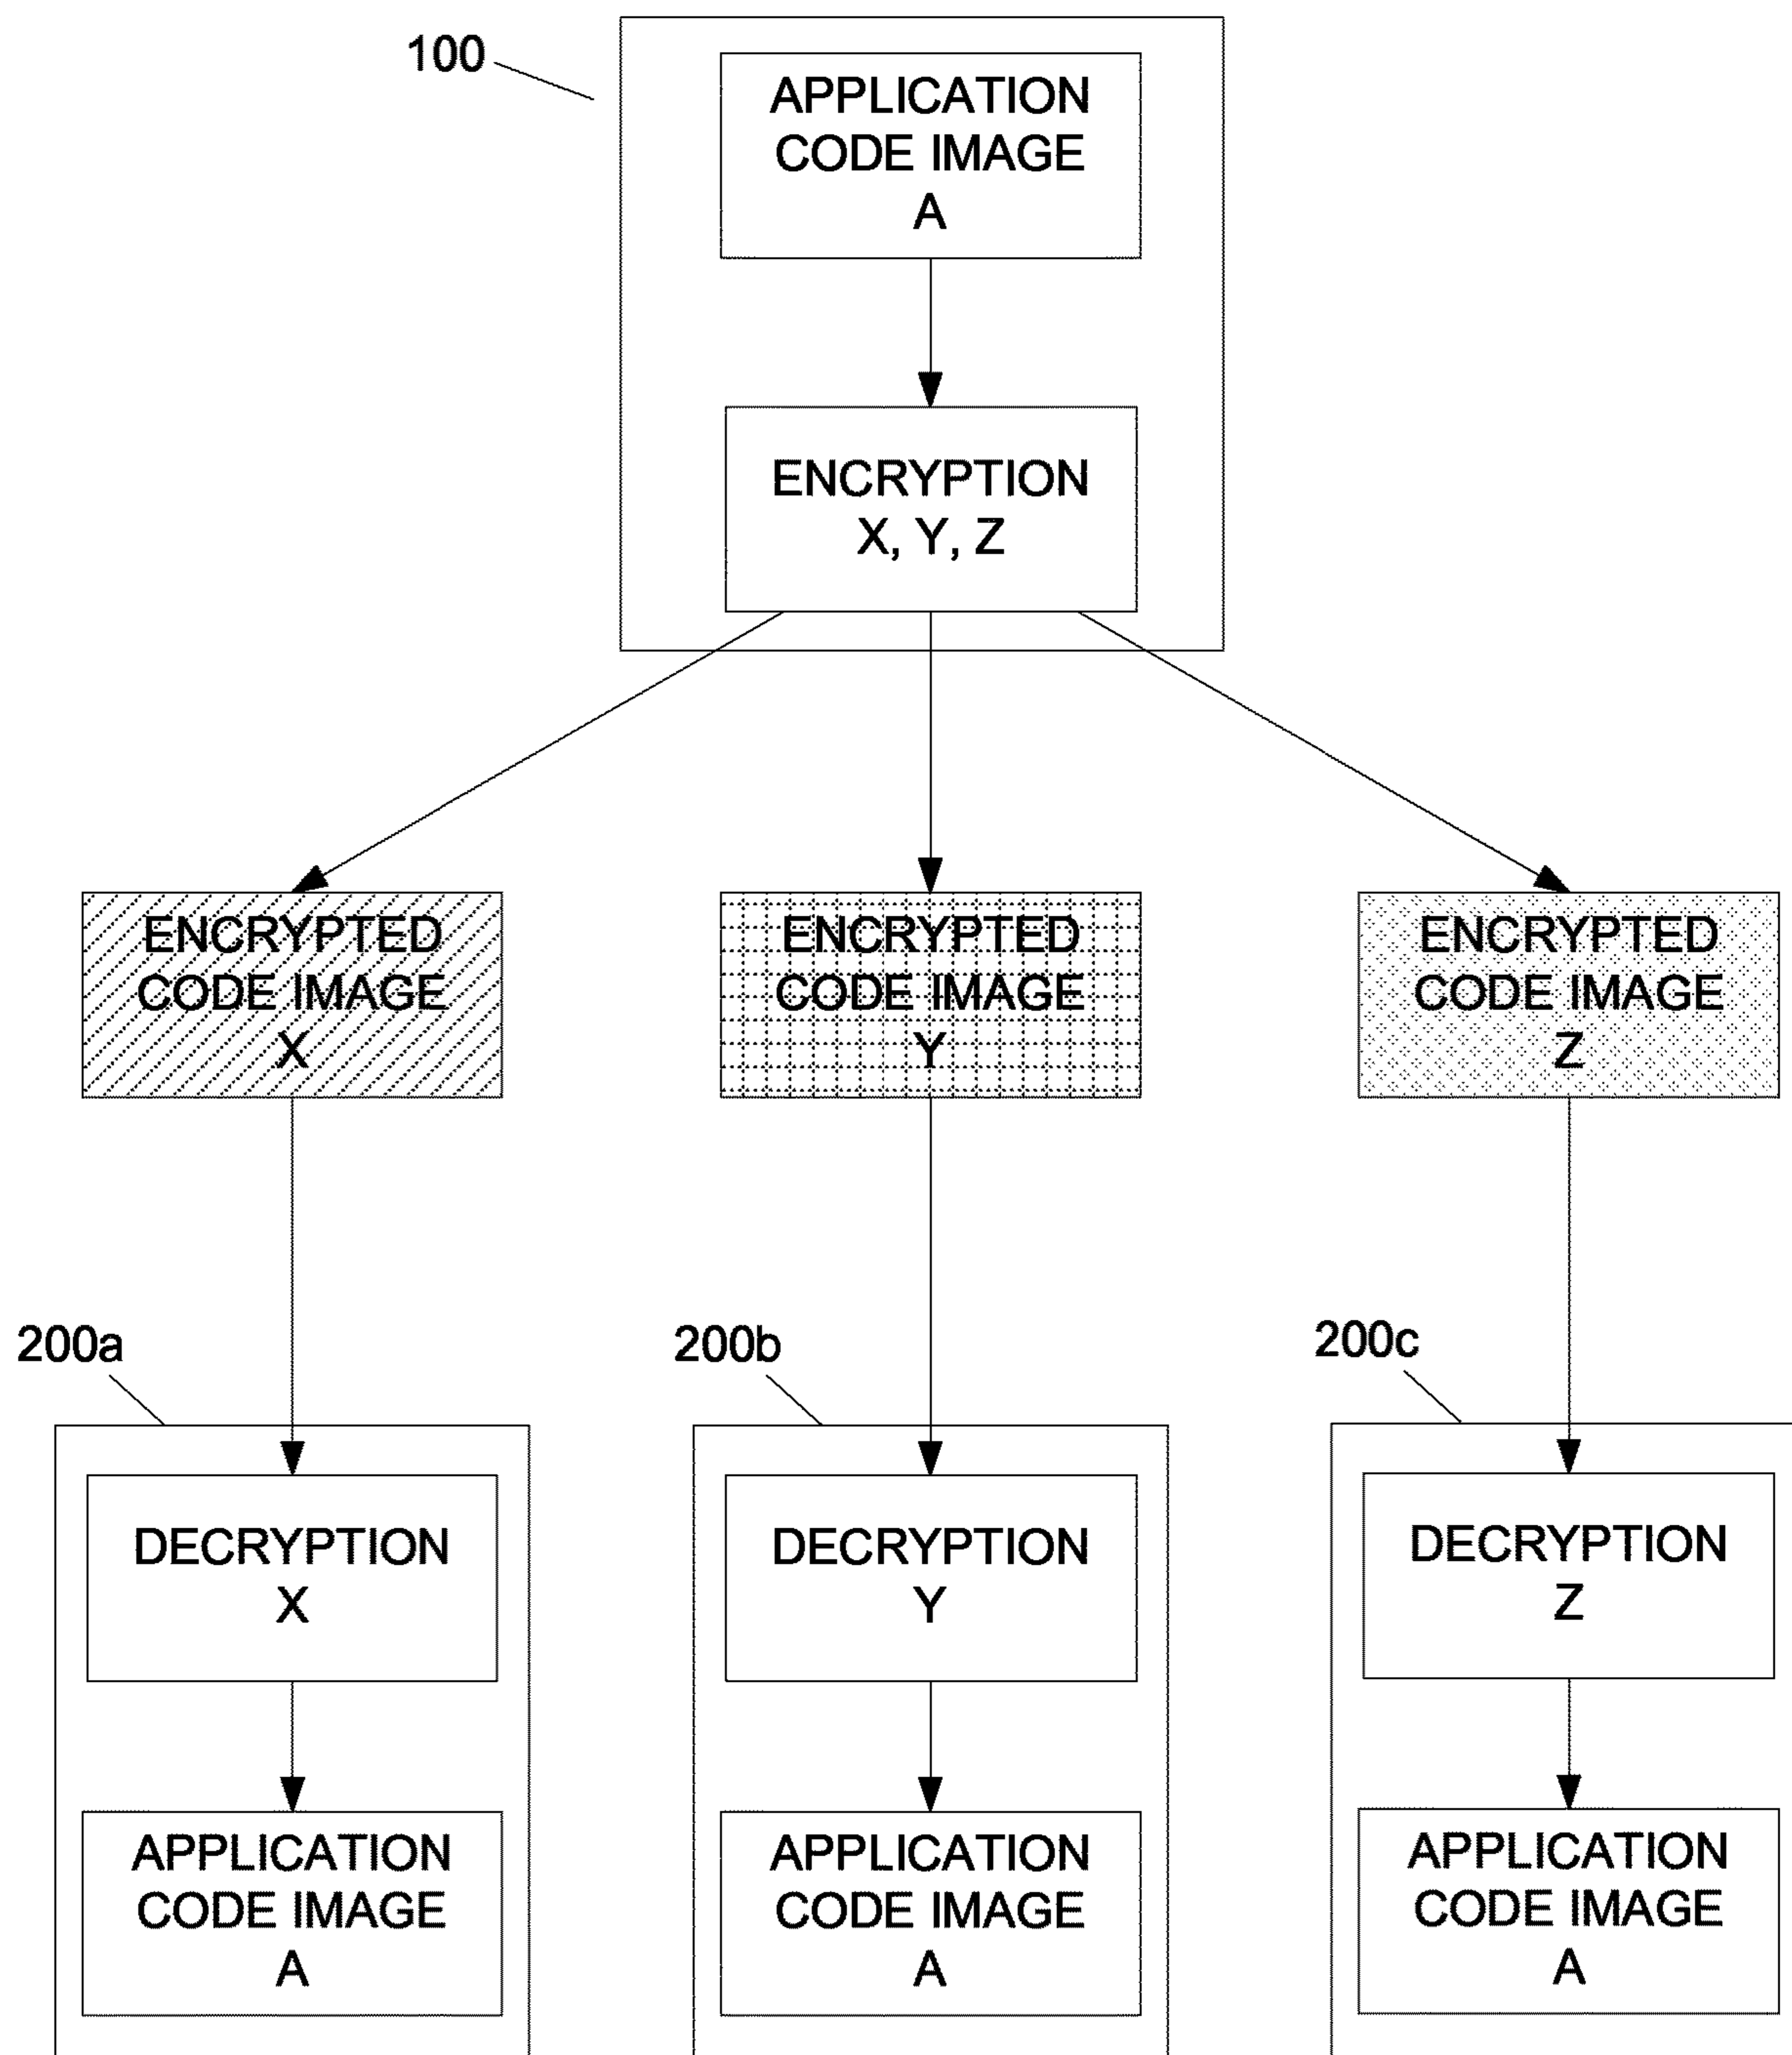 100
APPLICATION
CODE IMAGE
A
ENCRYPTION
X, Y, Z
ENCRYPTED
CODE IMAGE
X
ENCRYPTED
CODE IMAGE
Y
ENCRYPTED
CODE IMAGE
Z
200a
200b
200c
DECRYPTION
X
DECRYPTION
Y
DECRYPTION
Z
APPLICATION
CODE IMAGE
A
APPLICATION
CODE IMAGE
A
APPLICATION
CODE IMAGE
A